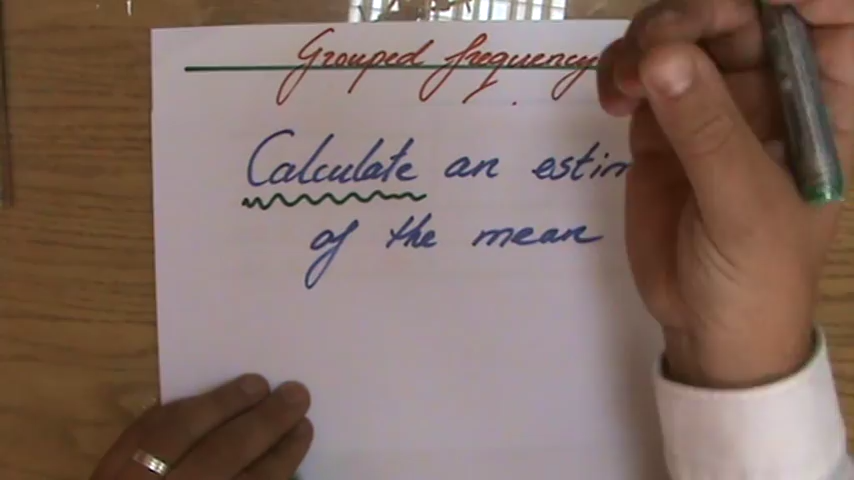 Grouped frequency
Calculate an estim
of the mean